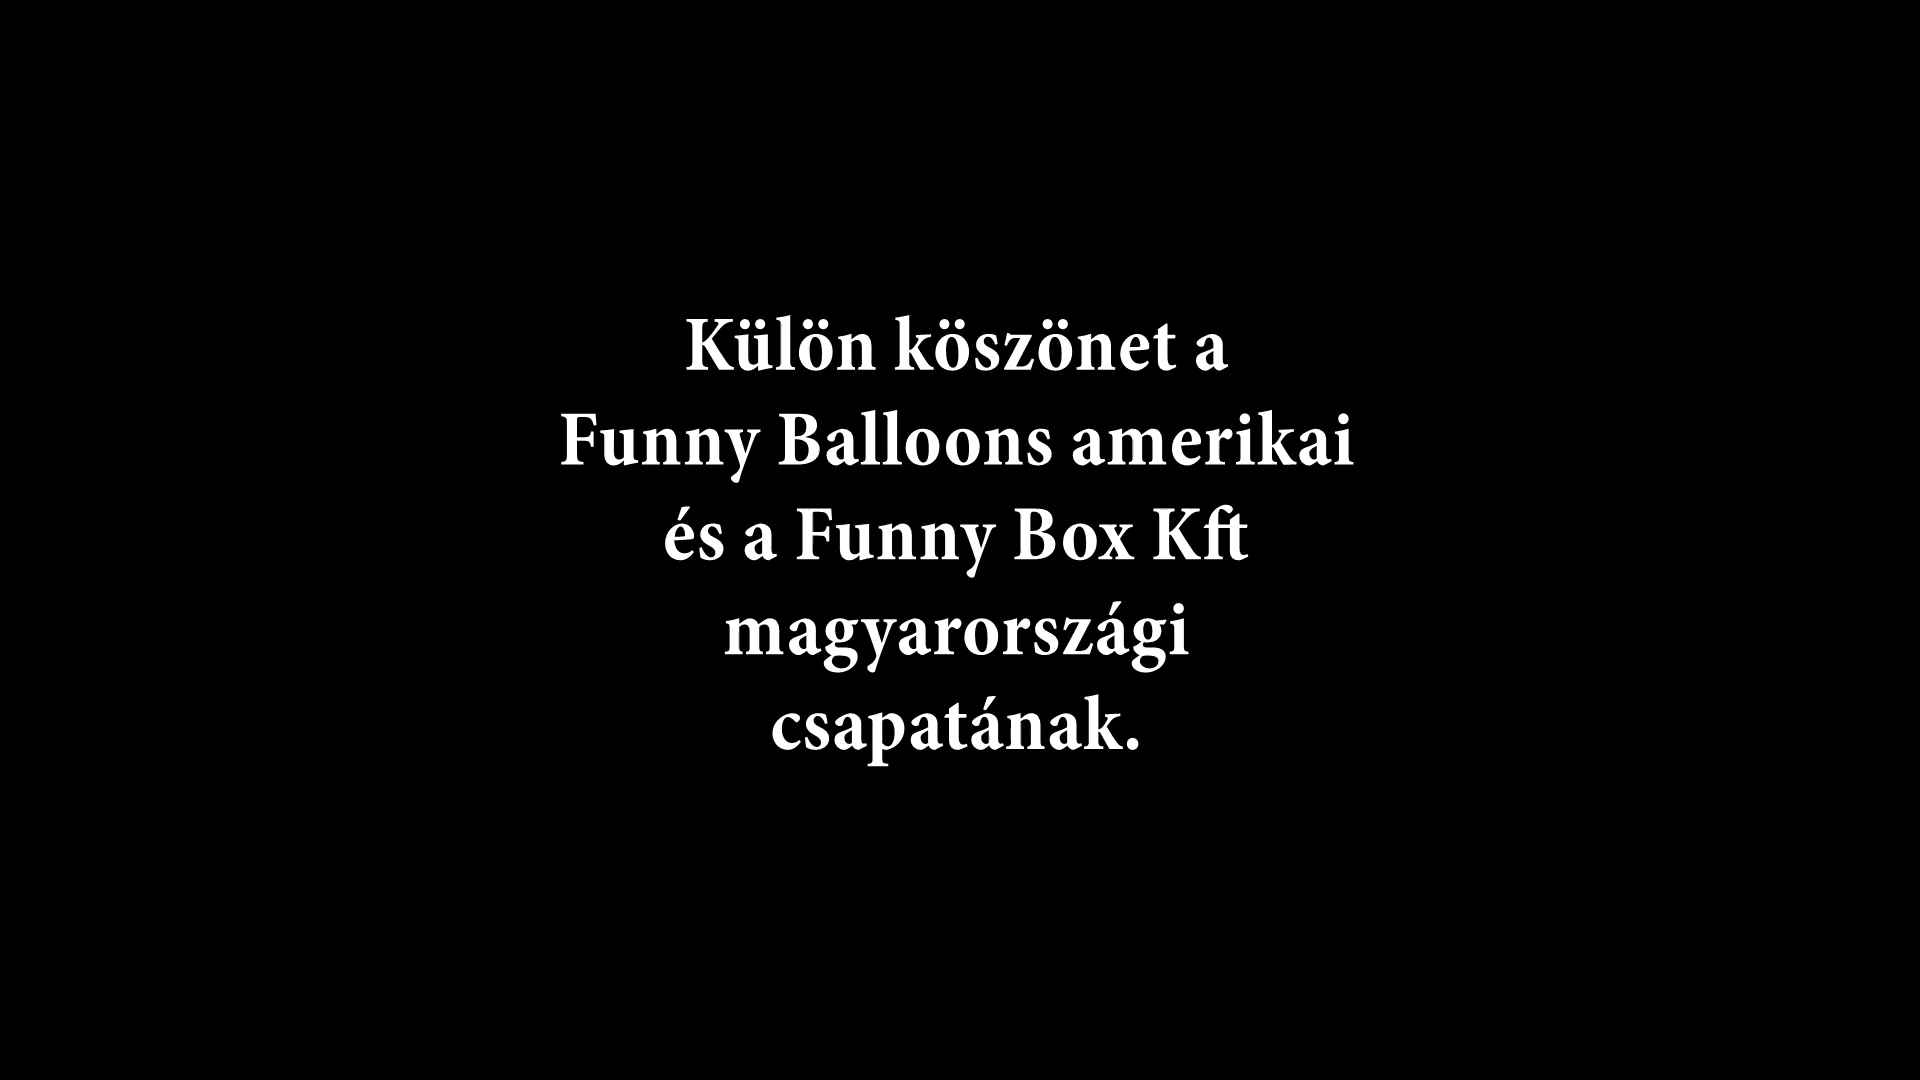 Külön köszönet a
Funny Balloons amerikai
és a Funny Box Kft
magyarországi
csapatának.